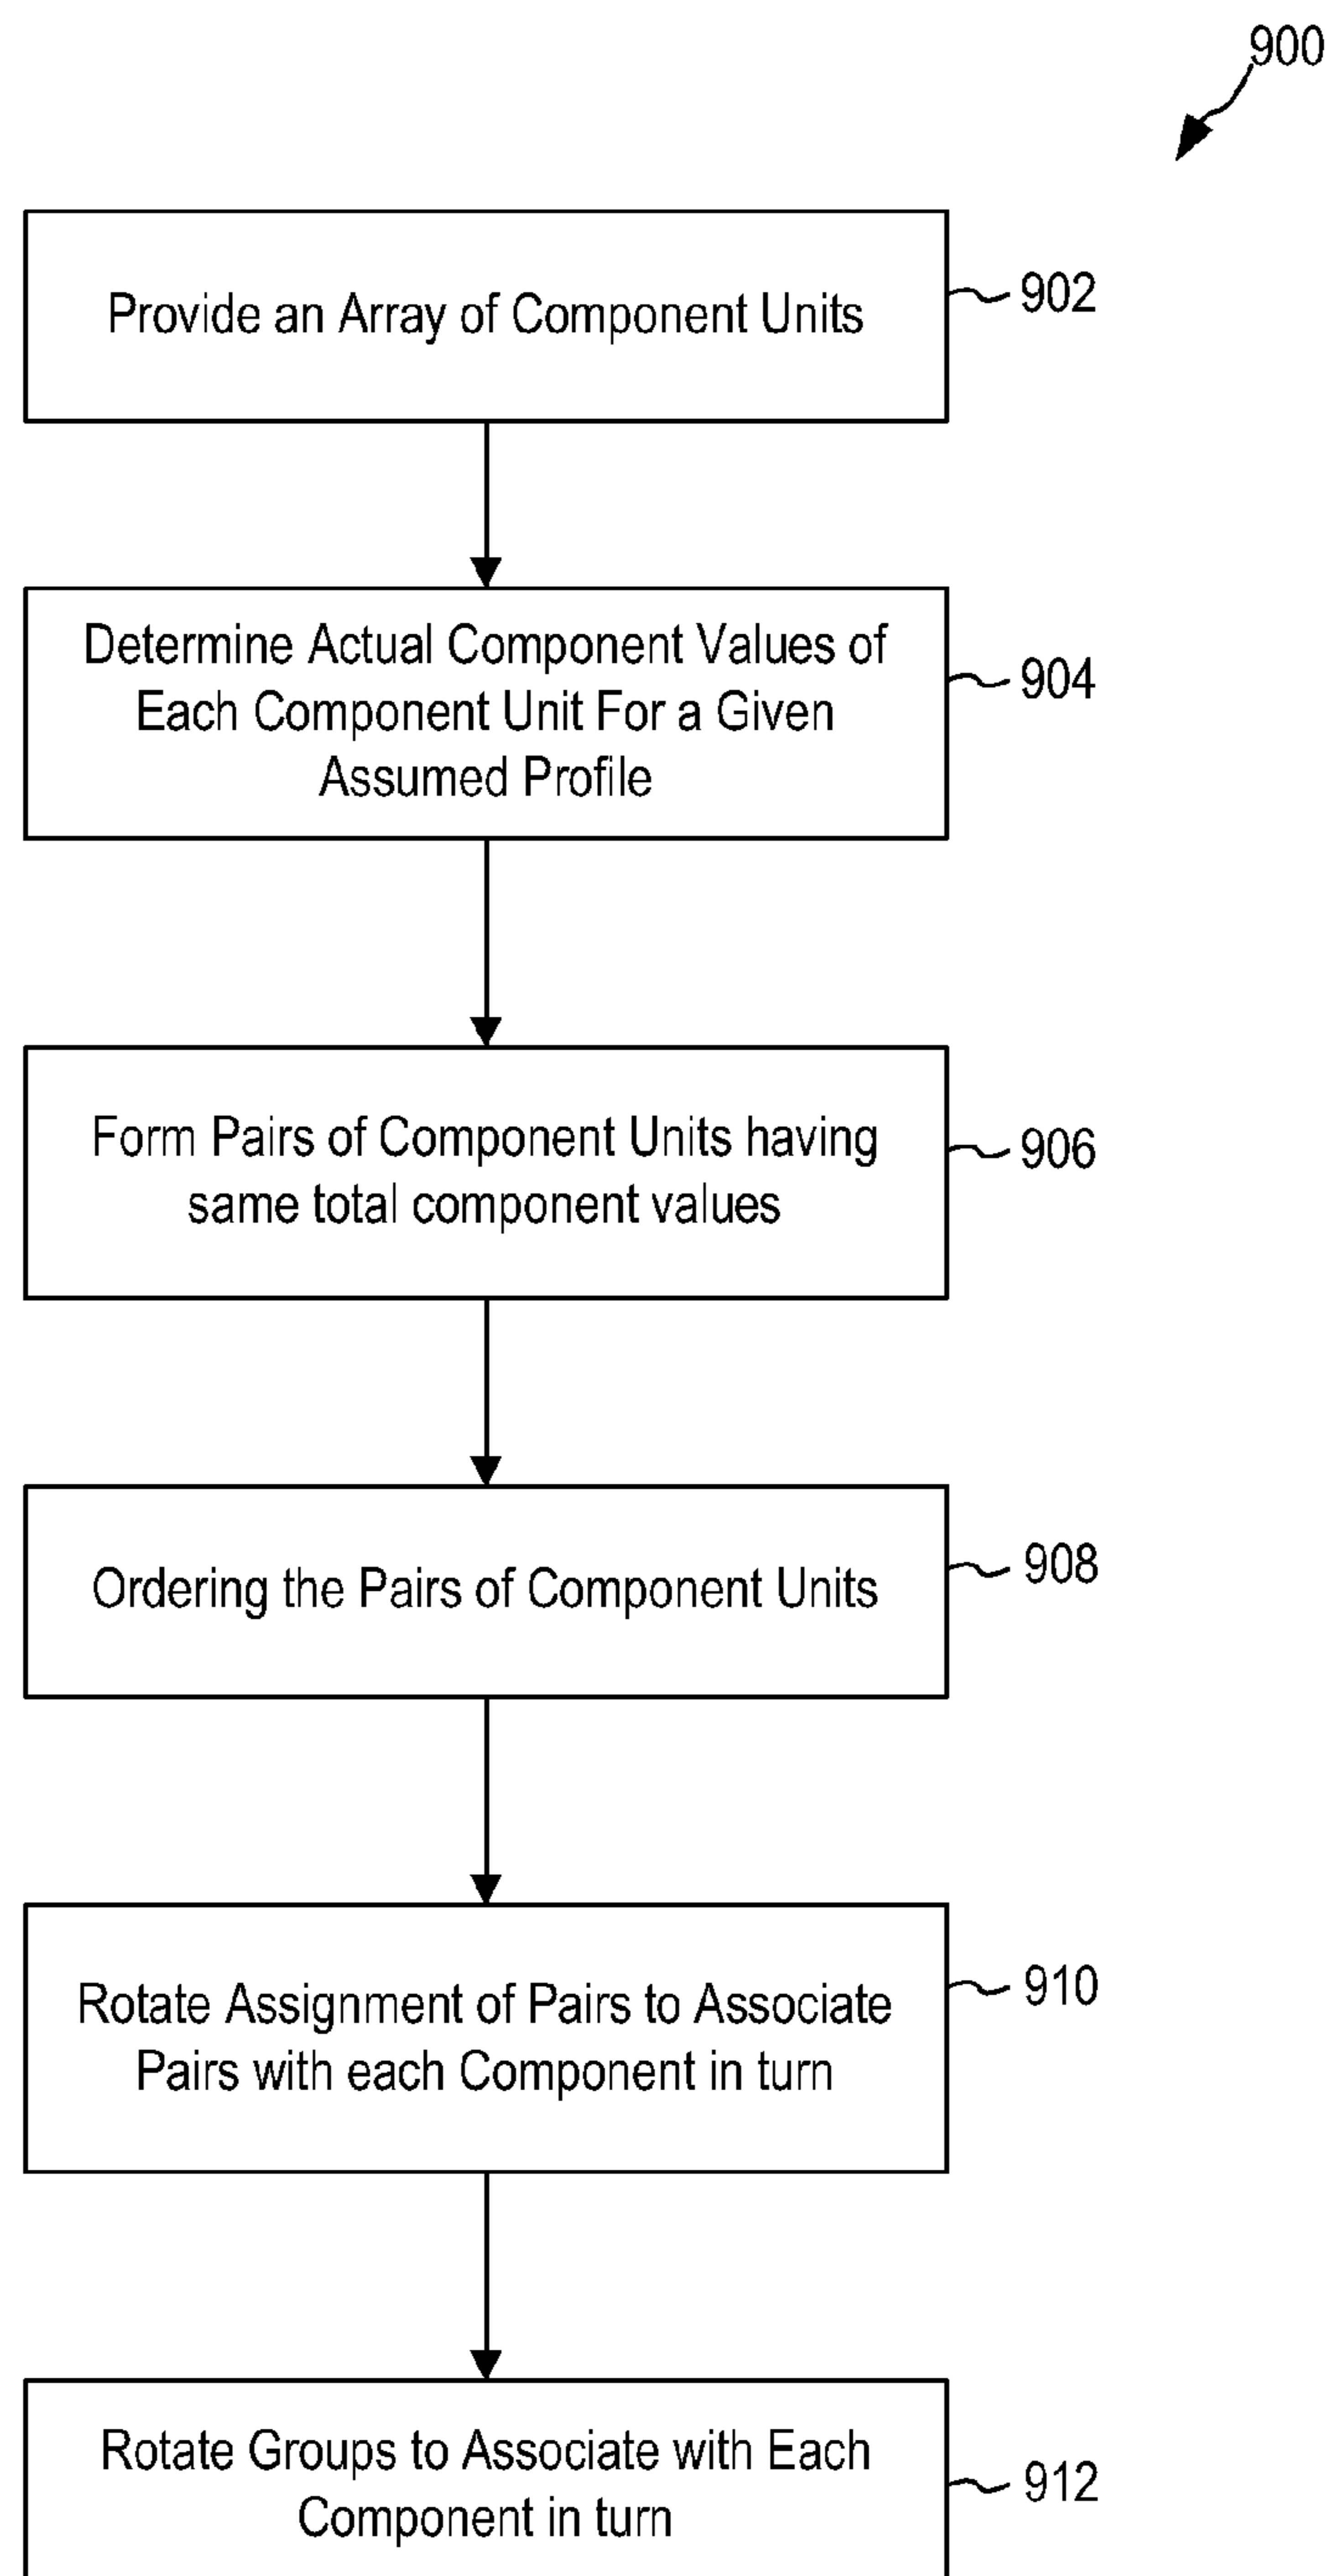 900
Provide an Array of Component Units
902
Determine Actual Component Values of
Each Component Unit For a Given
Assumed Profile
904
Form Pairs of Component Units having
same total component values
906
Ordering the Pairs of Component Units
908
Rotate Assignment of Pairs to Associate
Pairs with each Component in turn
910
Rotate Groups to Associate with Each
Component in turn
912